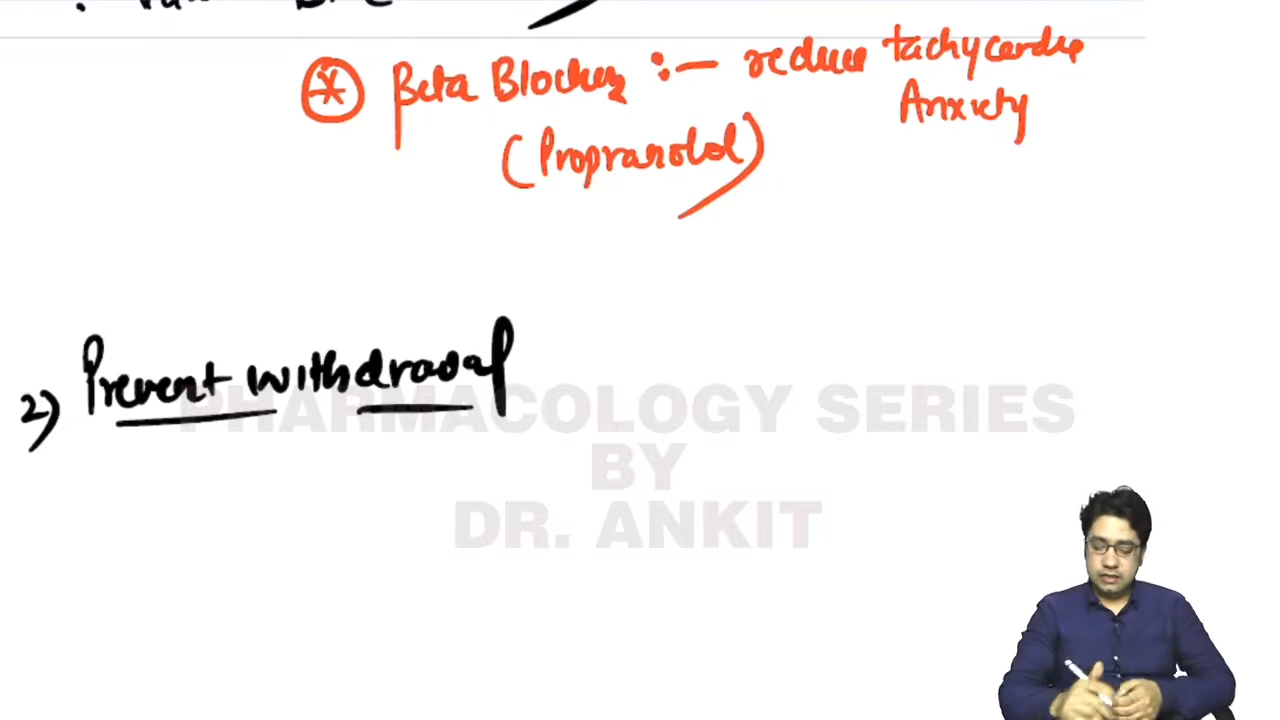 * Beta Blocker :- reduce tachycardia
Anxiety
(Propranolol)
2) Prevent withdrawal
PHARMACOLOGY SERIES
BY
DR. ANKIT